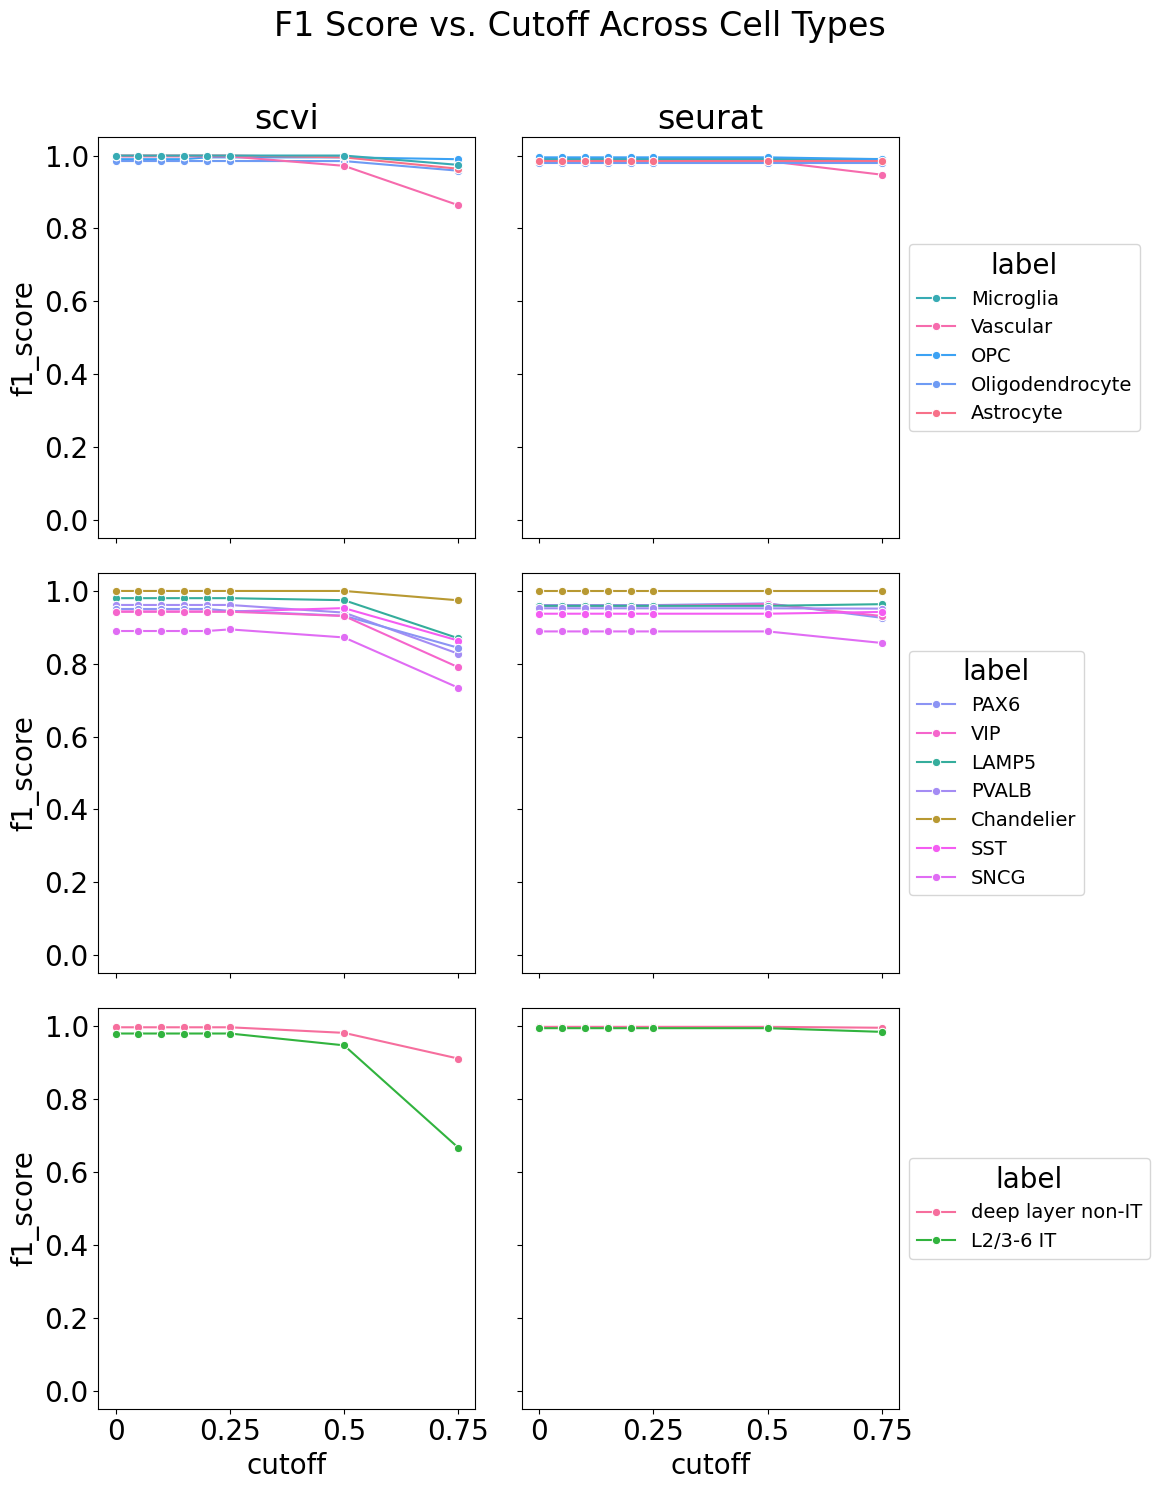 F1 Score vs. Cutoff Across Cell Types
scvi
seurat
1.0
0.8
0.6
0.4
0.2
0.0
f1_score
label
Microglia
Vascular
OPC
Oligodendrocyte
Astrocyte
1.0
0.8
0.6
0.4
0.2
0.0
f1_score
label
PAX6
VIP
LAMP5
PVALB
Chandelier
SST
SNCG
1.0
0.8
0.6
0.4
0.2
0.0
f1_score
label
deep layer non-IT
L2/3-6 IT
0 0.25 0.5 0.75
0 0.25 0.5 0.75
cutoff
cutoff